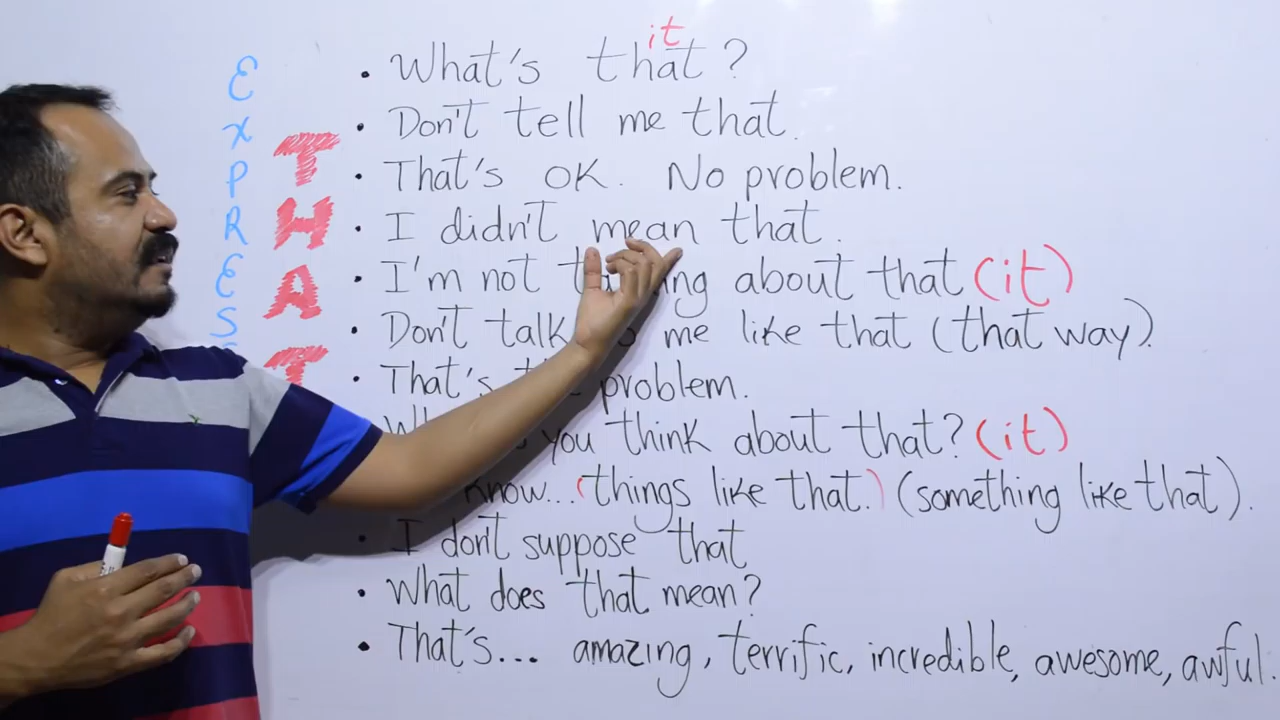 it
What's that?
Don't tell me that.
That's OK. No problem.
I didn't mean that.
I'm not about that (it)
Don't talk me like that (that way).
That's problem.
you think about that? (it)
know... (things like that.) (something like that).
I don't suppose that
What does that mean?
That's... amazing, terrific, incredible, awesome, awful.
EXPRES
THAT